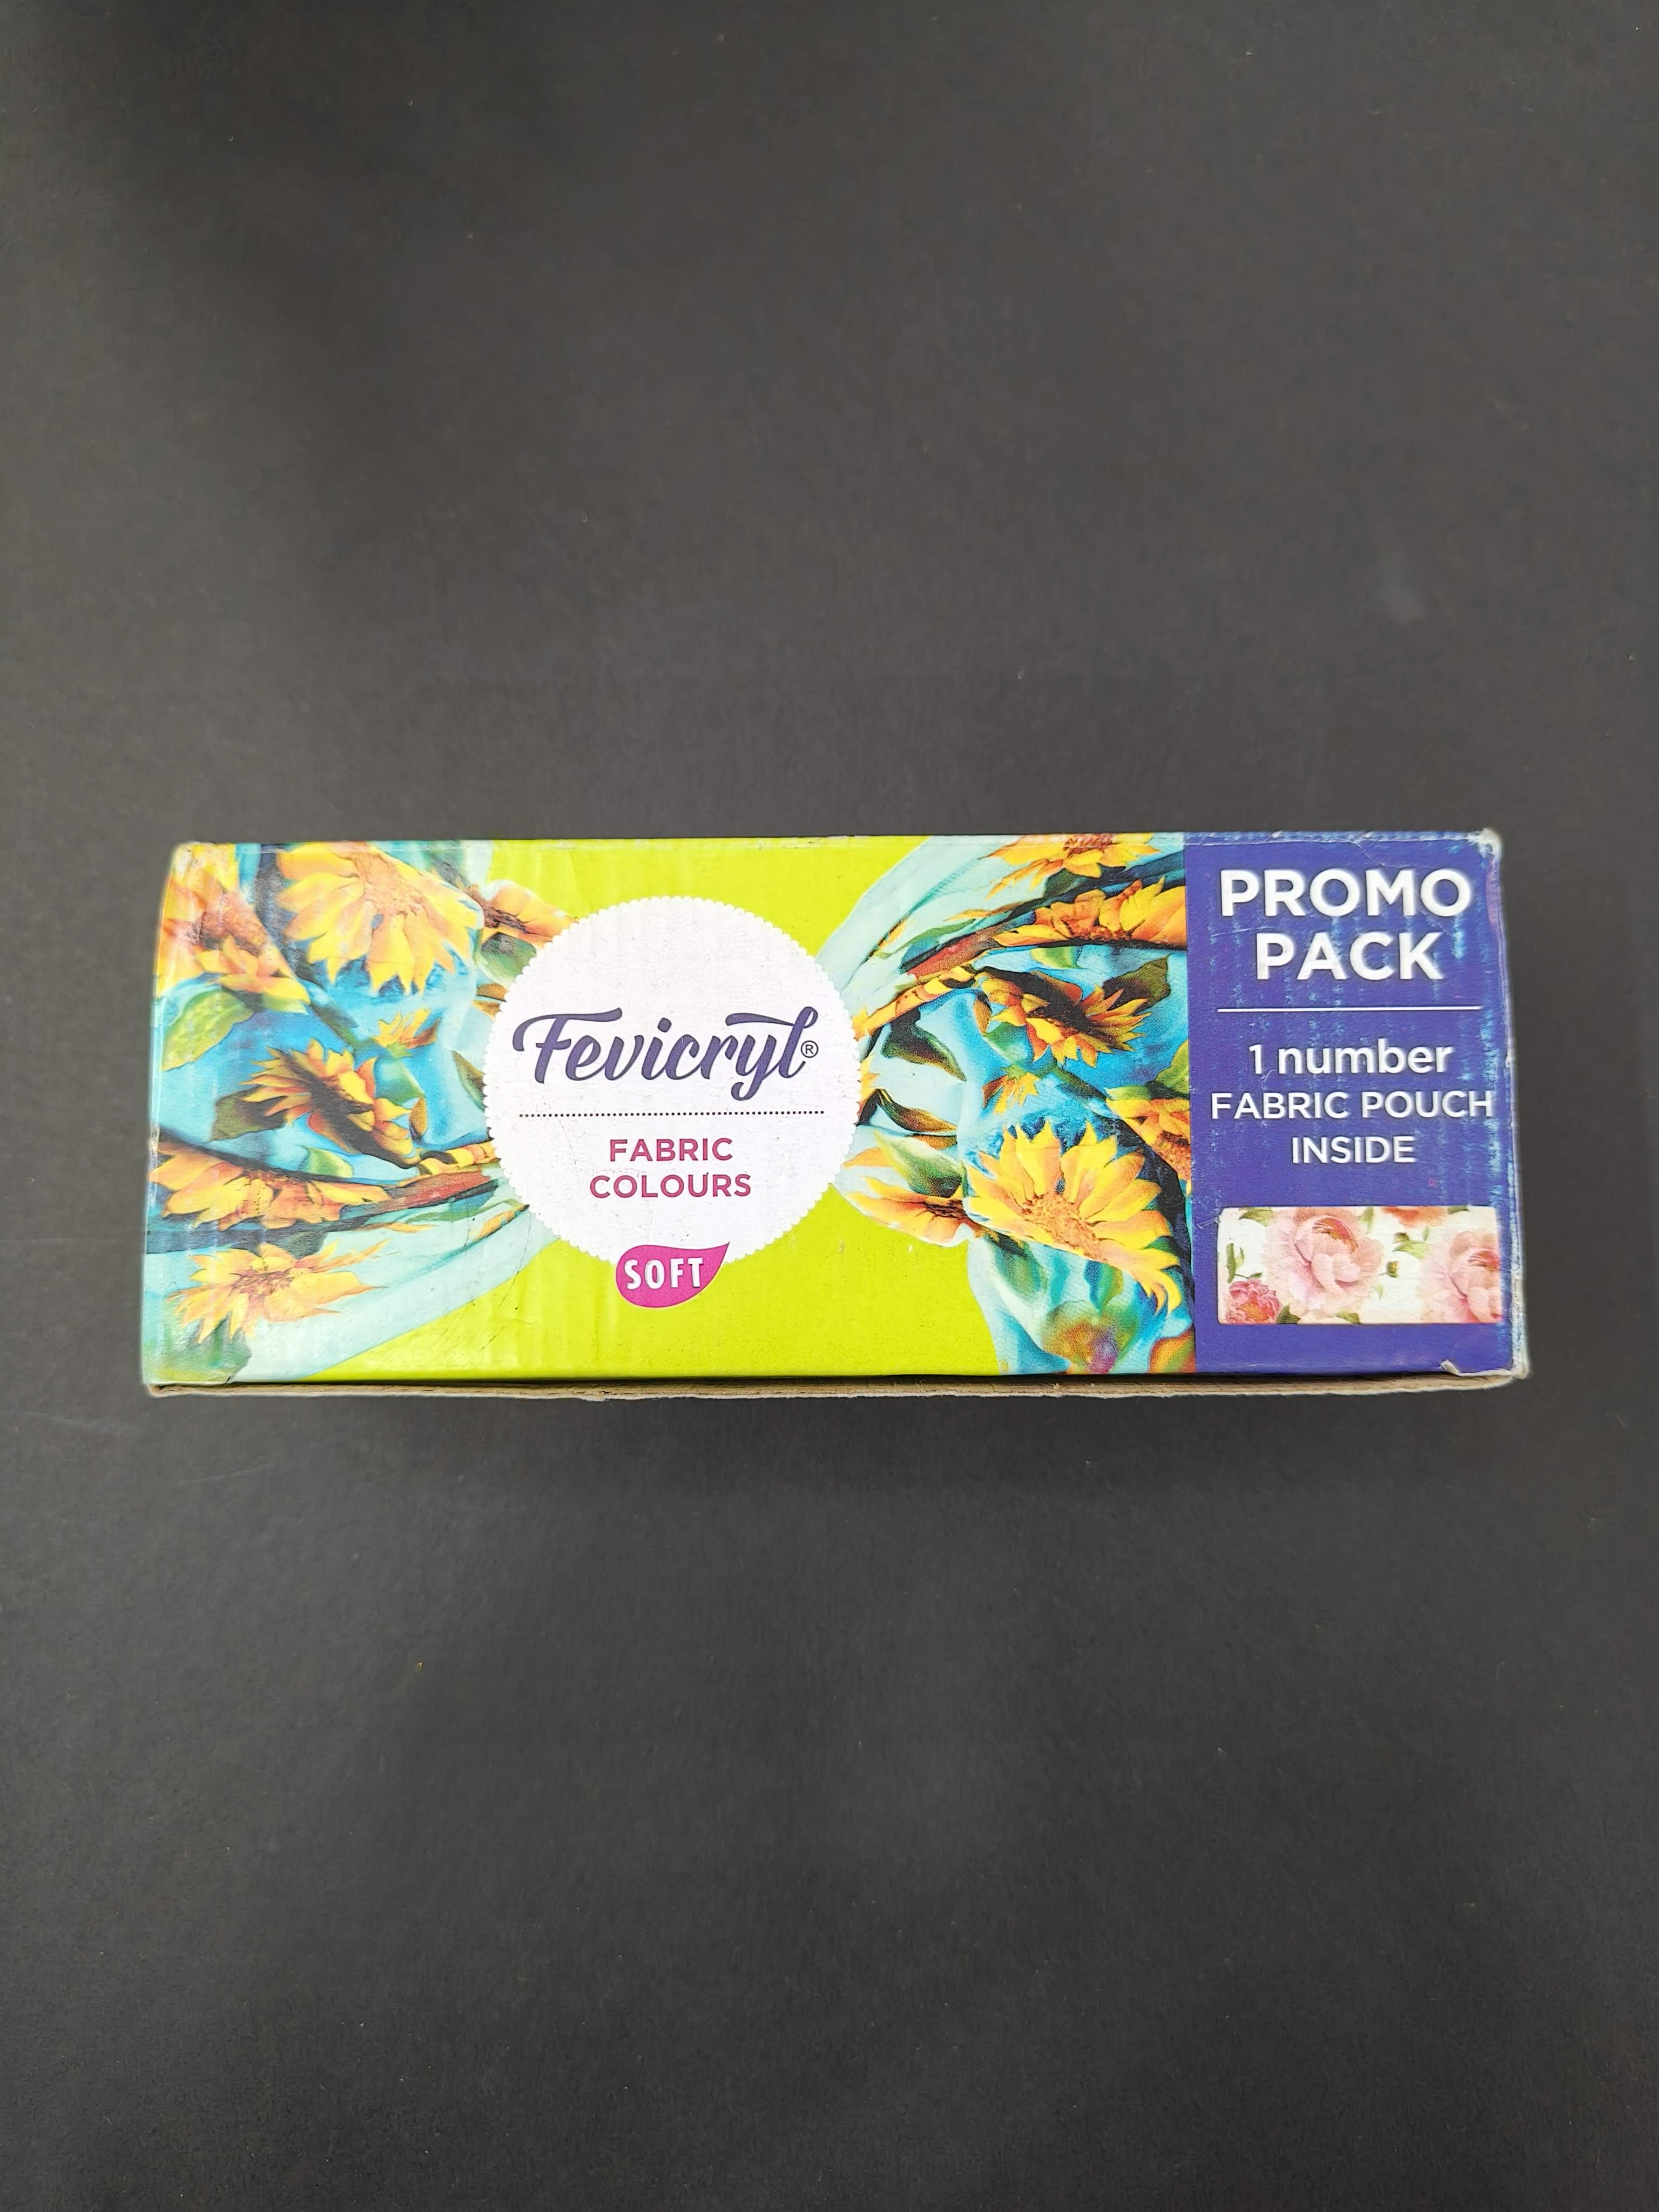 Fevicryl®
FABRIC
COLOURS
SOFT
PROMO
PACK
1 number
FABRIC POUCH
INSIDE